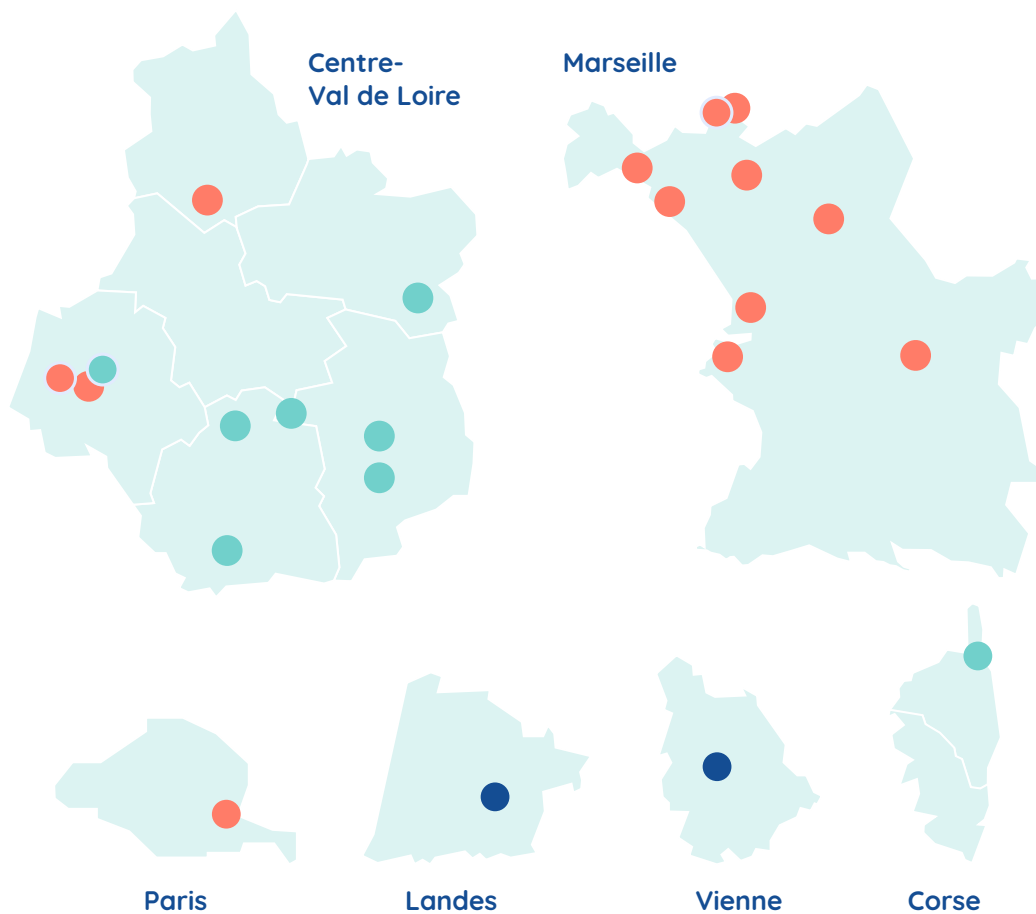 Centre-
Val de Loire
Marseille
Paris
Landes
Vienne
Corse